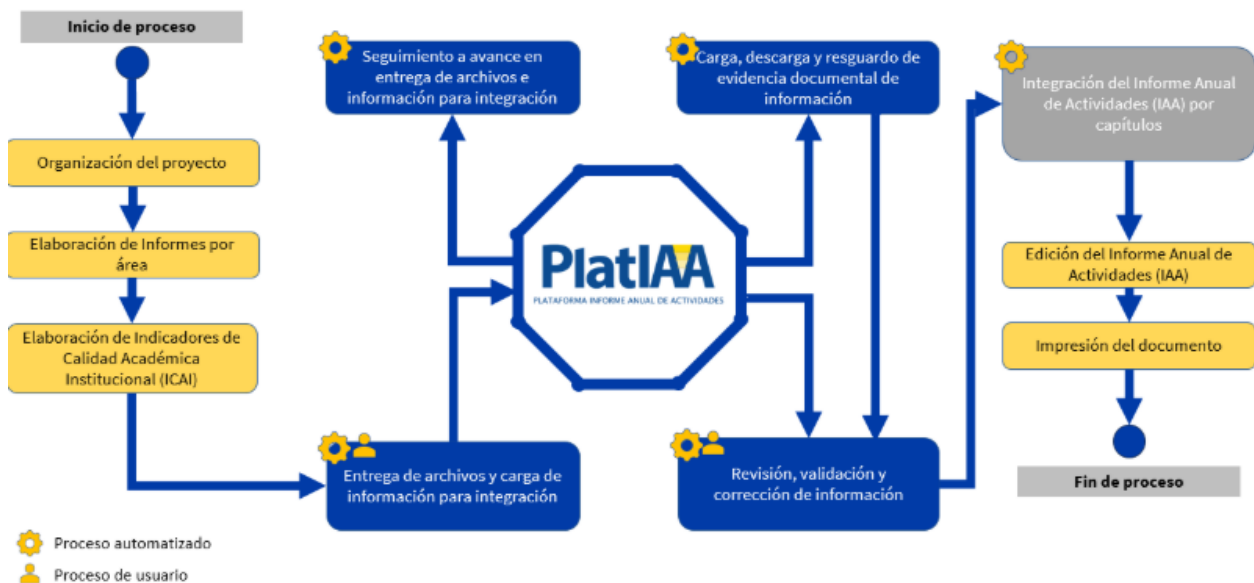 Inicio de proceso
Organización del proyecto
Elaboración de Informes por
área
Elaboración de Indicadores de
Calidad Académica
Institucional (ICAI)
Seguimiento a avance en
entrega de archivos e
información para integración
Entrega de archivos y carga de
información para integración
PlatIAA
PLATAFORMA INFORME ANUAL DE ACTIVIDADES
Carga, descarga y resguardo de
evidencia documental de
información
Revisión, validación y
corrección de información
Integración del Informe Anual
de Actividades (IAA) por
capítulos
Edición del Informe Anual de
Actividades (IAA)
Impresión del documento
Fin de proceso
Proceso automatizado
Proceso de usuario